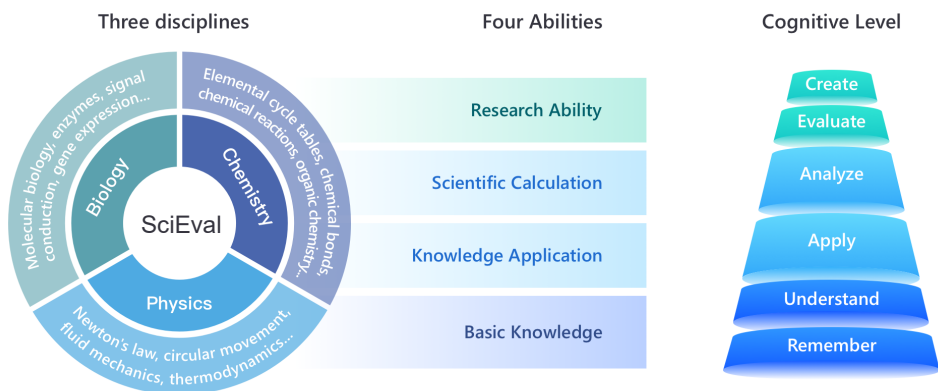 Three disciplines
Four Abilities
Cognitive Level
Molecular biology, enzymes, signal
conduction, gene expression...
Elemental cycle tables, chemical bonds,
chemical reactions, organic chemistry...
Biology
Chemistry
SciEval
Physics
Newton's law, circular movement,
fluid mechanics, thermodynamics...
Research Ability
Scientific Calculation
Knowledge Application
Basic Knowledge
Create
Evaluate
Analyze
Apply
Understand
Remember